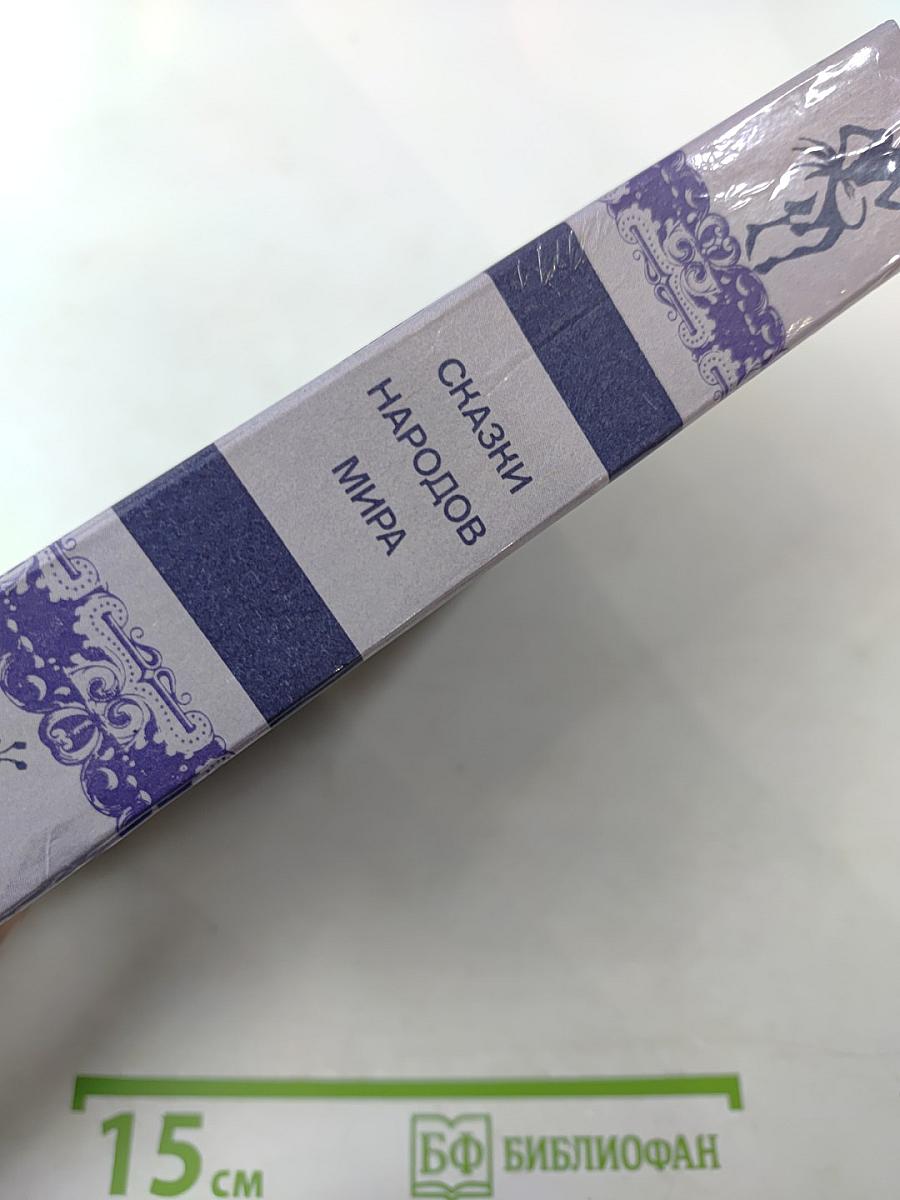 СКАЗКИ
НАРОДОВ
МИРА
15 см
БФ БИБЛИОФАН